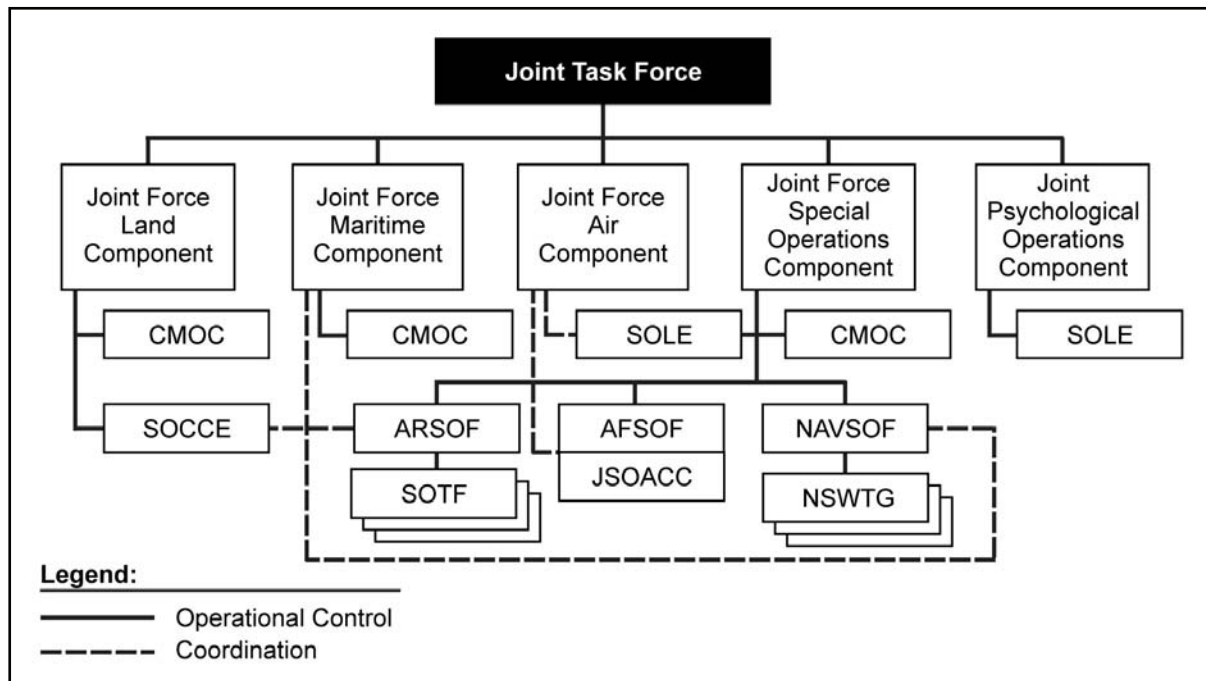 Joint Task Force
Joint Force
Land
Component
Joint Force
Maritime
Component
Joint Force
Air
Component
Joint Force
Special
Operations
Component
Joint
Psychological
Operations
Component
CMOC
CMOC
SOLE
CMOC
SOLE
SOCCE
ARSOF
AFSOF
NAVSOF
SOTF
JSOACC
NSWTG
Legend:
Operational Control
Coordination